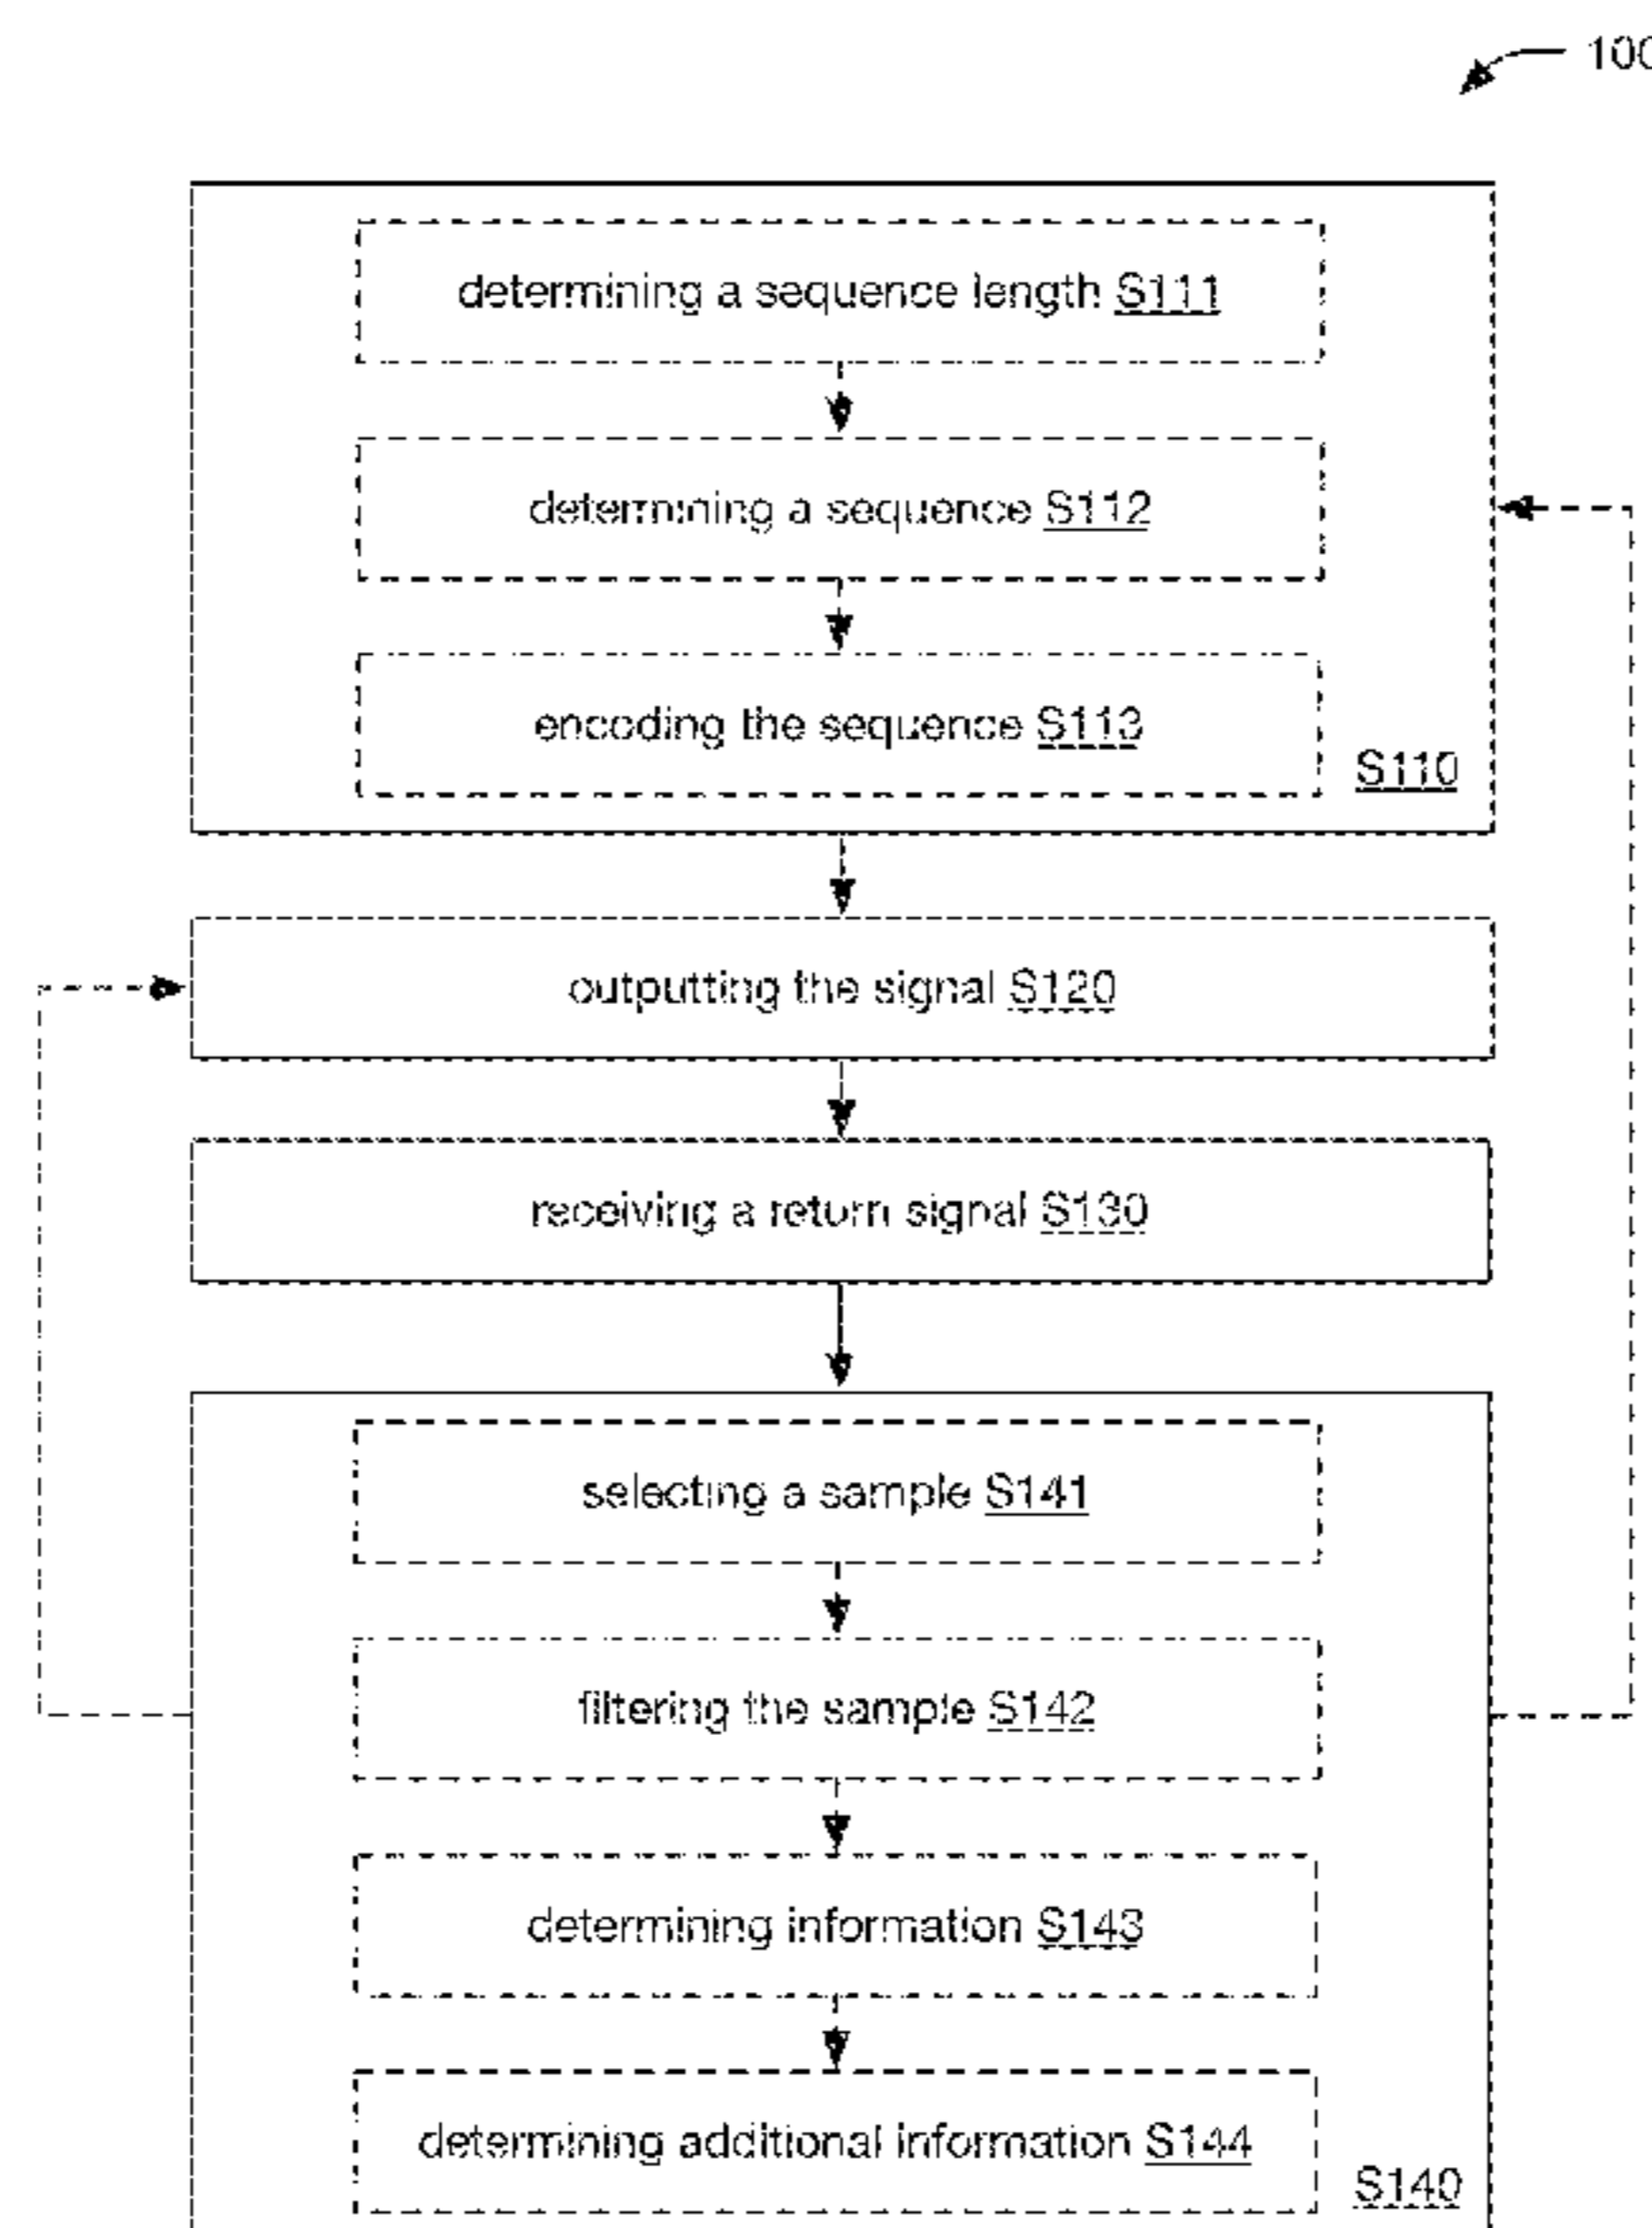 100
determining a sequence length S111
determining a sequence S112
encoding the sequence S113
S110
outputting the signal S120
receiving a return signal S130
selecting a sample S141
filtering the sample S142
determining information S143
determining additional information S144
S140